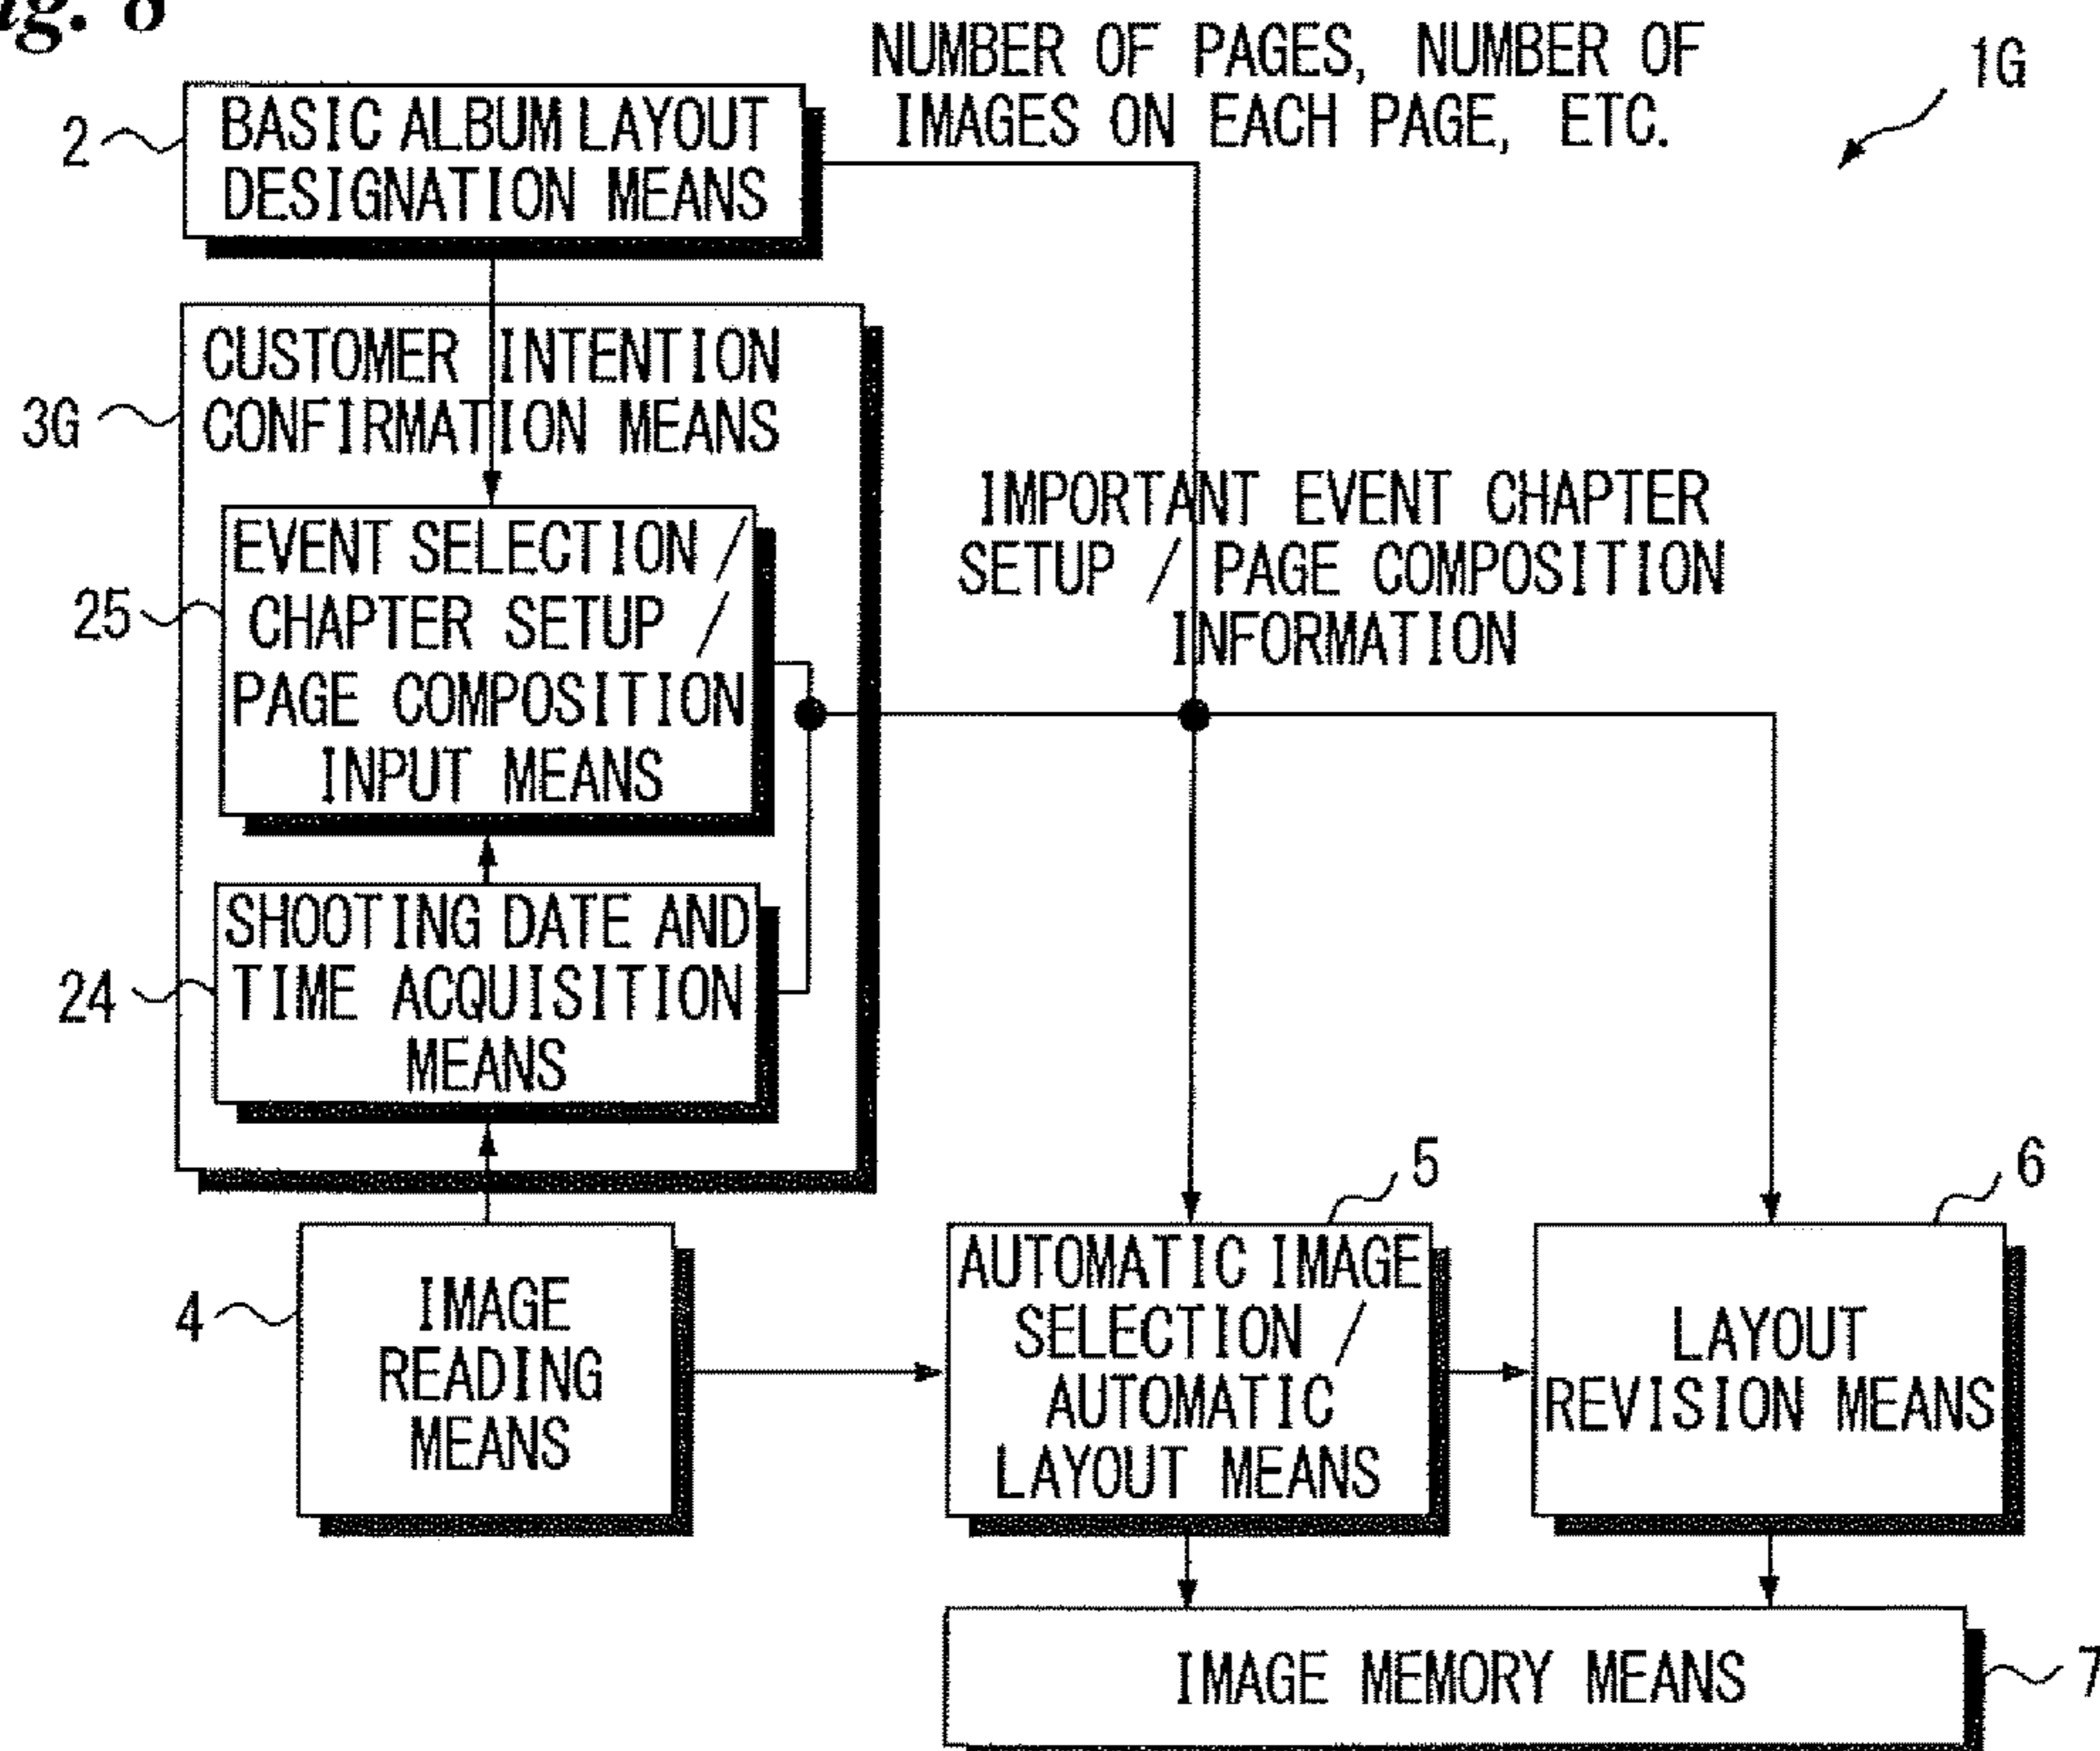 ig. 8
NUMBER OF PAGES, NUMBER OF
IMAGES ON EACH PAGE, ETC.
1G
2
BASIC ALBUM LAYOUT
DESIGNATION MEANS
3G
CUSTOMER INTENTION
CONFIRMATION MEANS
25
EVENT SELECTION /
CHAPTER SETUP /
PAGE COMPOSITION
INPUT MEANS
IMPORTANT EVENT CHAPTER
SETUP / PAGE COMPOSITION
INFORMATION
24
SHOOTING DATE AND
TIME ACQUISITION
MEANS
4
IMAGE
READING
MEANS
5
AUTOMATIC IMAGE
SELECTION /
AUTOMATIC
LAYOUT MEANS
6
LAYOUT
REVISION MEANS
IMAGE MEMORY MEANS
7